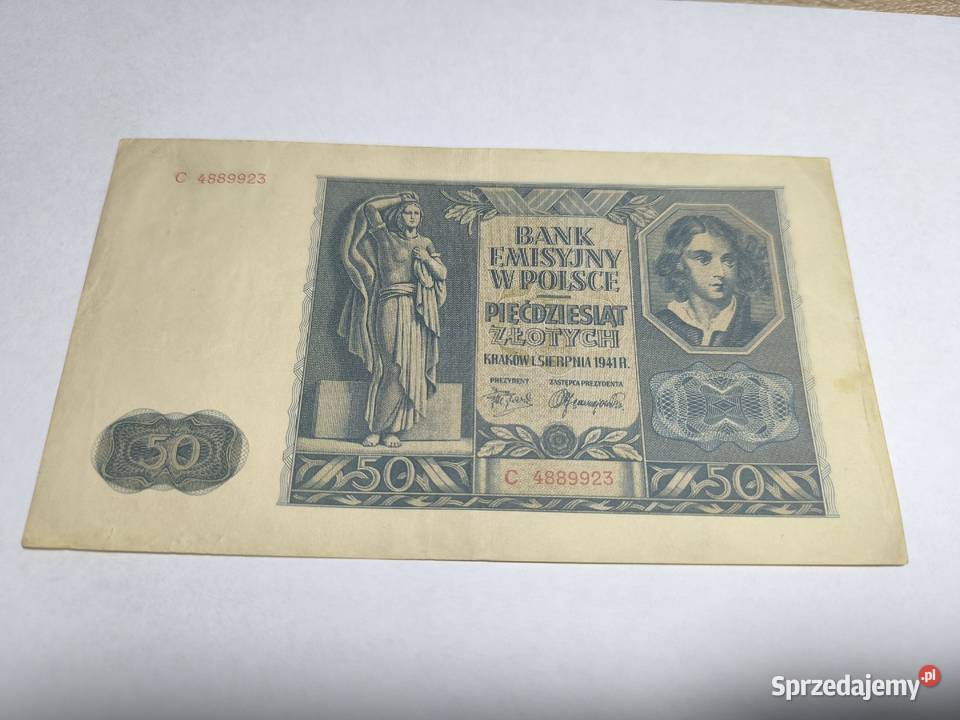 C 4889923
BANK
EMISYJNY
W POLSCE
PIĘĆDZIESIĄT
ZŁOTYCH
KRAKÓW 1. SIERPNIA 1941 R.
PREZYDENT ZASTĘPCA PREZYDENTA
50
50
C 4889923
50
Sprzedajemy.pl